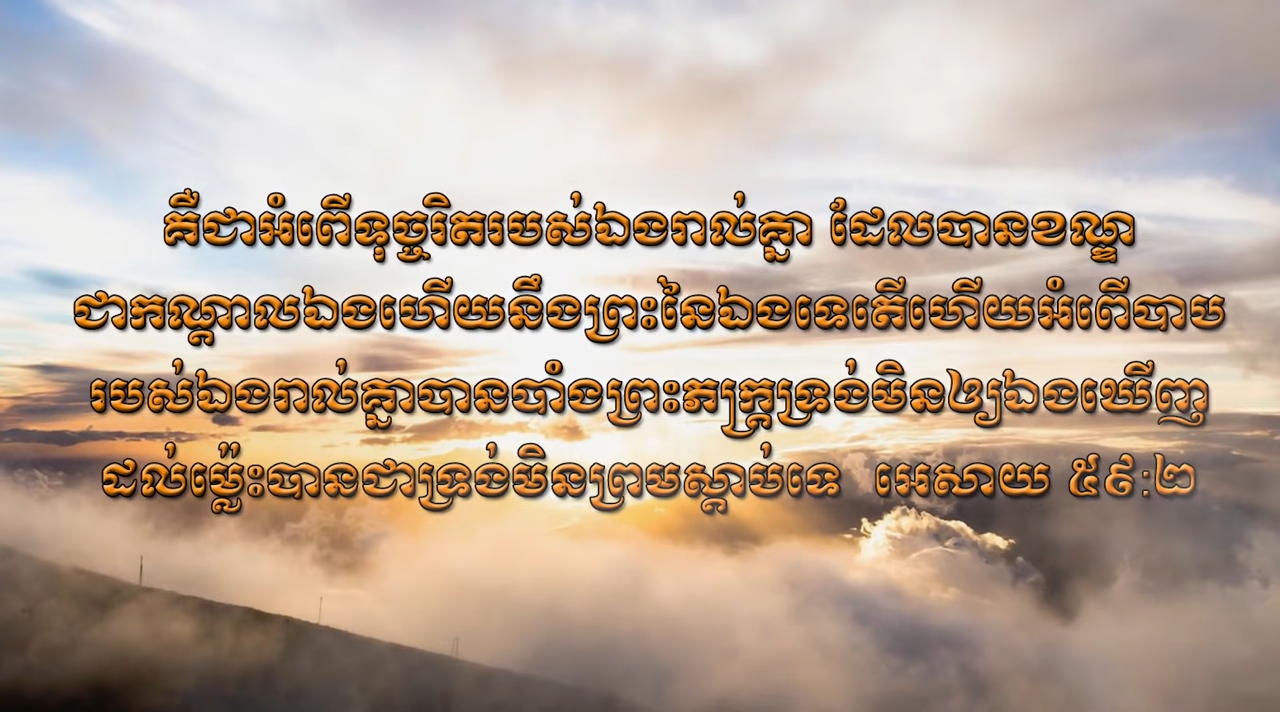 គឺជាអំពើទុច្ចរិតរបស់ឯងរាល់គ្នា ដែលបានខណ្ឌ
ជាកណ្តាលឯងហើយនឹងព្រះនៃឯងទេតើហើយអំពើបាប
របស់ឯងរាល់គ្នាបានបាំងព្រះភក្ត្រទ្រង់មិនឲ្យឯងឃើញ
ដល់ម៉្លេះបានជាទ្រង់មិនព្រមស្តាប់ទេ អេសាយ ៥៩:២